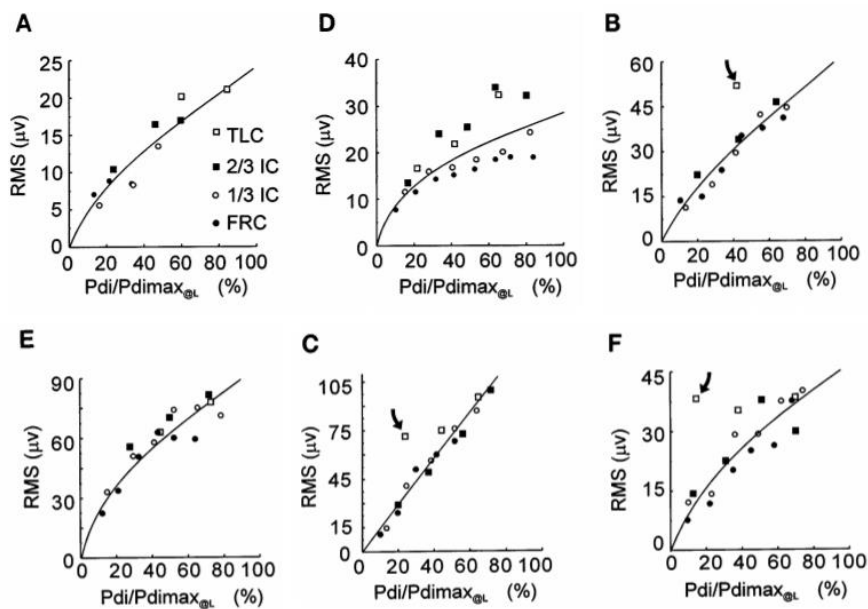 A
RMS (μv)
25
20
15
10
5
0
0 20 40 60 80 100
Pdi/Pdimax@L (%)
TLC
2/3 IC
1/3 IC
FRC
D
RMS (μv)
40
30
20
10
0
0 20 40 60 80 100
Pdi/Pdimax@L (%)
B
RMS (μv)
60
45
30
15
0
0 20 40 60 80 100
Pdi/Pdimax@L (%)
E
RMS (μv)
90
60
30
0
0 20 40 60 80 100
Pdi/Pdimax@L (%)
C
RMS (μv)
105
75
45
15
0
0 20 40 60 80 100
Pdi/Pdimax@L (%)
F
RMS (μv)
45
30
15
0
0 20 40 60 80 100
Pdi/Pdimax@L (%)